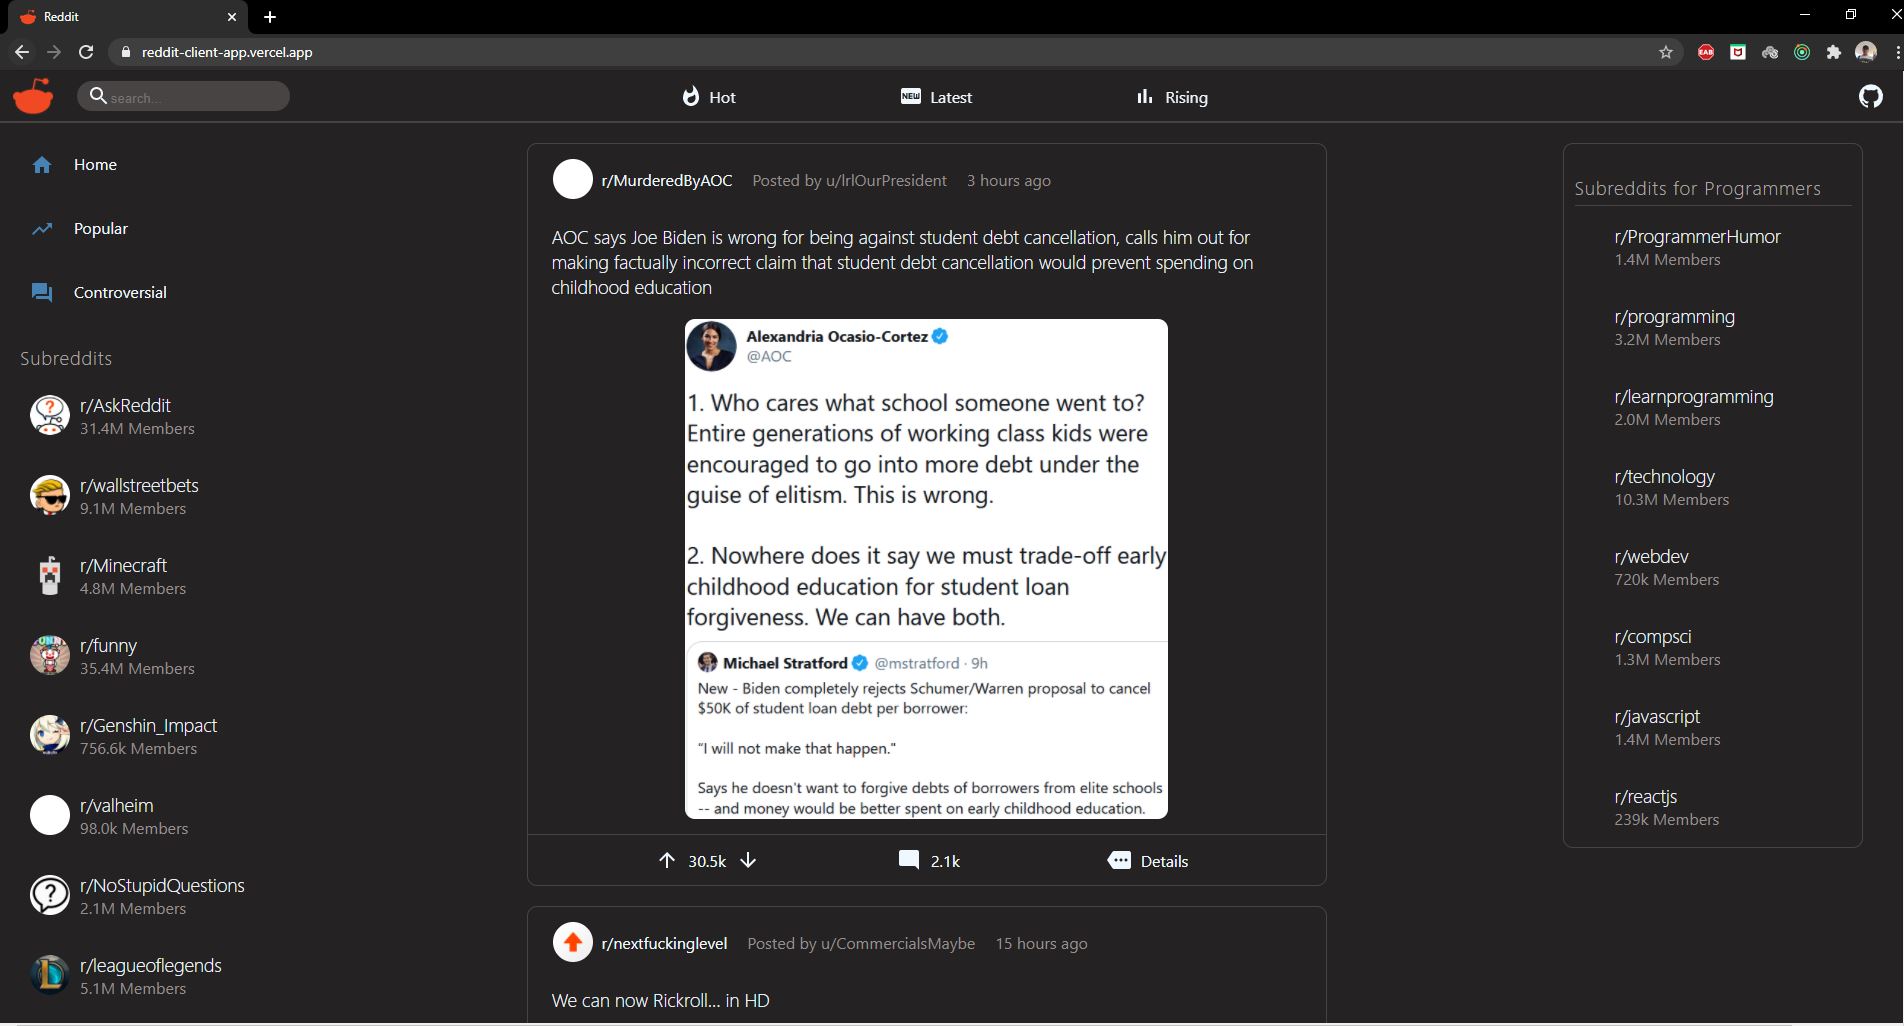 Reddit
reddit-client-app.vercel.app
search...
Hot
Latest
Rising
Home
Popular
Controversial
Subreddits
r/AskReddit
31.4M Members
r/wallstreetbets
9.1M Members
r/Minecraft
4.8M Members
r/funny
35.4M Members
r/Genshin_Impact
756.6k Members
r/valheim
98.0k Members
r/NoStupidQuestions
2.1M Members
r/leagueoflegends
5.1M Members
r/MurderedByAOC Posted by u/lrlOurPresident 3 hours ago
AOC says Joe Biden is wrong for being against student debt cancellation, calls him out for
making factually incorrect claim that student debt cancellation would prevent spending on
childhood education
Alexandria Ocasio-Cortez
@AOC
1. Who cares what school someone went to?
Entire generations of working class kids were
encouraged to go into more debt under the
guise of elitism. This is wrong.
2. Nowhere does it say we must trade-off early
childhood education for student loan
forgiveness. We can have both.
Michael Stratford @mstratford · 9h
New - Biden completely rejects Schumer/Warren proposal to cancel
$50K of student loan debt per borrower:
"I will not make that happen."
Says he doesn't want to forgive debts of borrowers from elite schools
-- and money would be better spent on early childhood education.
30.5k
2.1k
Details
r/nextfuckinglevel Posted by u/CommercialsMaybe 15 hours ago
We can now Rickroll... in HD
Subreddits for Programmers
r/ProgrammerHumor
1.4M Members
r/programming
3.2M Members
r/learnprogramming
2.0M Members
r/technology
10.3M Members
r/webdev
720k Members
r/compsci
1.3M Members
r/javascript
1.4M Members
r/reactjs
239k Members